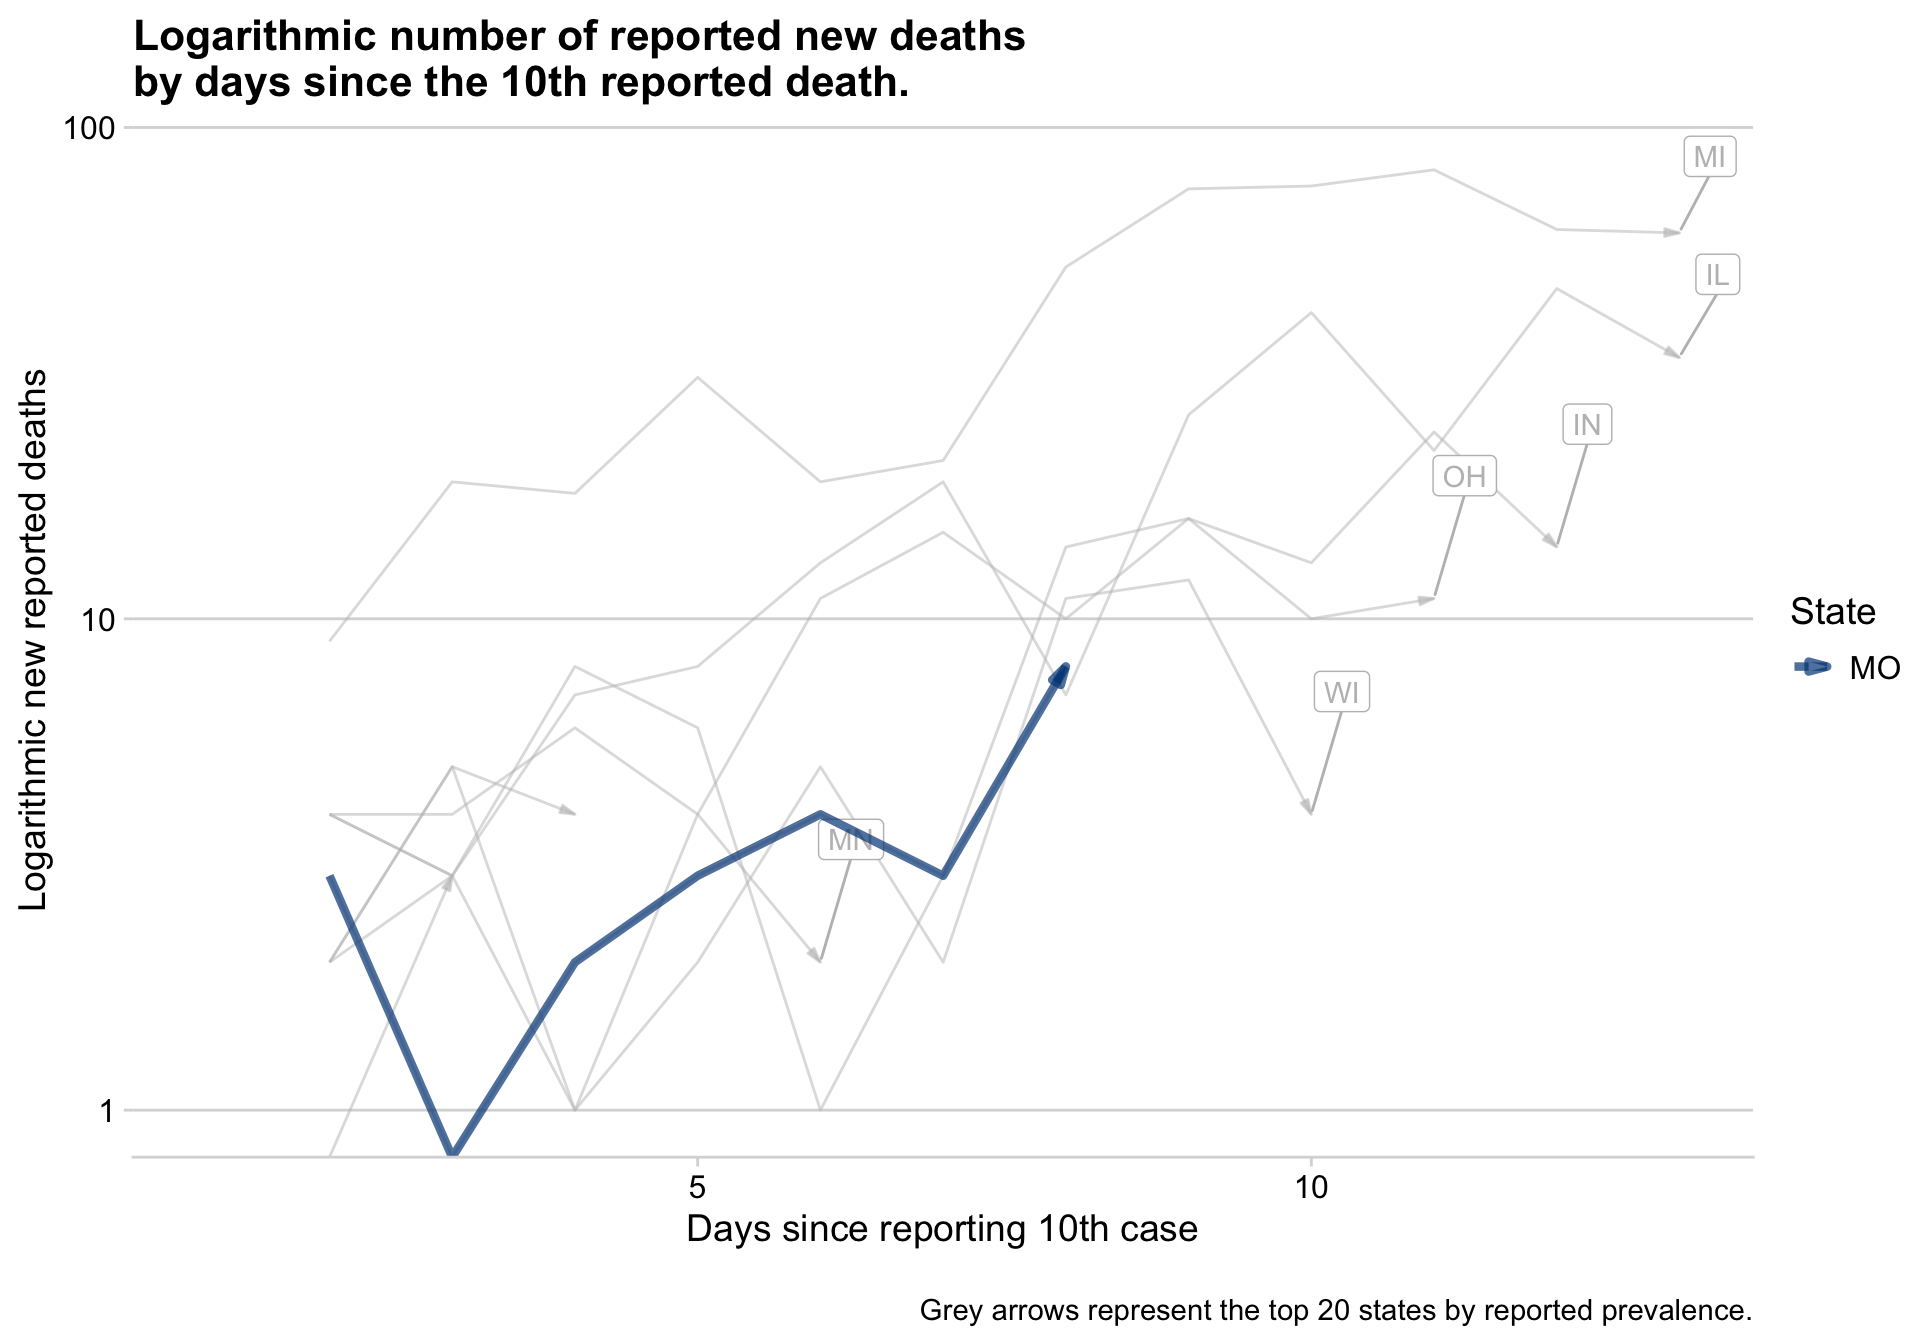 Logarithmic number of reported new deaths
by days since the 10th reported death.
100
MI
IL
IN
OH
10
State
MO
WI
MN
1
Logarithmic new reported deaths
5
10
Days since reporting 10th case
Grey arrows represent the top 20 states by reported prevalence.